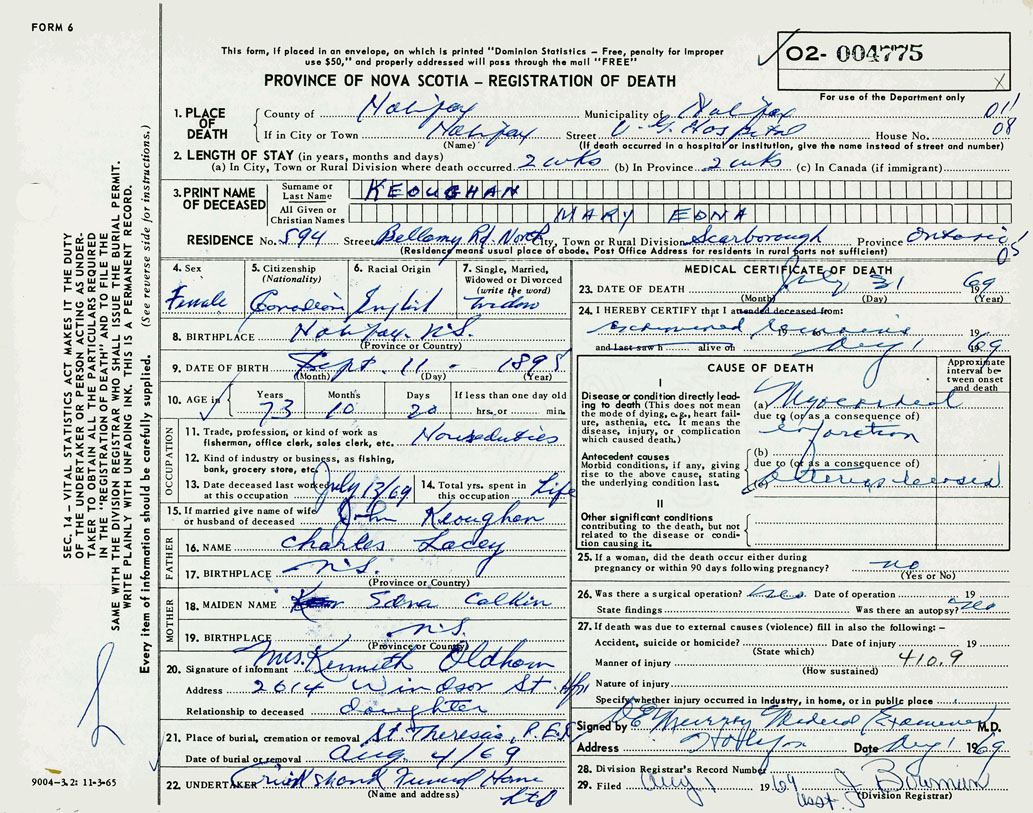 FORM 6
This form, if placed in an envelope, on which is printed "Dominion Statistics – Free, penalty for improper
use $50," and properly addressed will pass through the mail "FREE"
O2- 004775
X
For use of the Department only
PROVINCE OF NOVA SCOTIA – REGISTRATION OF DEATH
1. PLACE OF DEATH
County of Halifax Municipality of Halifax 011
If in City or Town Halifax Street V. G. Hospital House No. 08
(Name) (If death occurred in a hospital or institution, give the name instead of street and number)
2. LENGTH OF STAY (in years, months and days)
(a) In City, Town or Rural Division where death occurred 2 wks (b) In Province 2 wks (c) In Canada (if immigrant)
3. PRINT NAME OF DECEASED
Surname or Last Name KEOUGHAN
All Given or Christian Names MARY EDNA
RESIDENCE No. 594 Street Bellamy Rd. North City, Town or Rural Division Scarborough Province Ontario
(Residence means usual place of abode, Post Office Address for residents in rural parts not sufficient) 05
4. Sex 5. Citizenship (Nationality) 6. Racial Origin 7. Single, Married, Widowed or Divorced (write the word)
Female Canadian English Widow
8. BIRTHPLACE Halifax, N.S.
(Province or Country)
9. DATE OF BIRTH Sept. 11 - 1895
(Month) (Day) (Year)
10. AGE in Years Months Days If less than one day old
73 10 20 hrs. or min.
OCCUPATION
11. Trade, profession, or kind of work as fisherman, office clerk, sales clerk, etc. Houseduties
12. Kind of industry or business, as fishing, bank, grocery store, etc.
13. Date deceased last worked at this occupation July 13/69 14. Total yrs. spent in this occupation Life
15. If married give name of wife or husband of deceased John Keoughan
FATHER
16. NAME Charles Lacey
17. BIRTHPLACE N.S.
(Province or Country)
MOTHER
18. MAIDEN NAME Edna Calkin
19. BIRTHPLACE N.S.
(Province or Country)
20. Signature of informant Mrs. Kenneth Oldham
Address 2614 Windsor St. Hfx
Relationship to deceased daughter
21. Place of burial, cremation or removal St. Theresa's, P.E.I
Date of burial or removal Aug 4/69
22. UNDERTAKER Funeral Home
(Name and address) Ltd
MEDICAL CERTIFICATE OF DEATH
23. DATE OF DEATH July 31 1969
(Month) (Day) (Year)
24. I HEREBY CERTIFY that I attended deceased from:
examined remains 19 to 19
and last saw h alive on Aug 1 1969
CAUSE OF DEATH
Approximate interval between onset and death
I
Disease or condition directly leading to death (This does not mean the mode of dying, e.g., heart failure, asthenia, etc. It means the disease, injury, or complication which caused death.)
(a) Myocardial
due to (or as a consequence of)
infarction
Antecedent causes
Morbid conditions, if any, giving rise to the above cause, stating the underlying condition last.
(b)
due to (or as a consequence of)
(c)
II
Other significant conditions contributing to the death, but not related to the disease or condition causing it.
25. If a woman, did the death occur either during pregnancy or within 90 days following pregnancy? no
(Yes or No)
26. Was there a surgical operation? Date of operation 19
State findings Was there an autopsy?
27. If death was due to external causes (violence) fill in also the following: –
Accident, suicide or homicide? Date of injury 19
(State which)
Manner of injury 410.9
(How sustained)
Nature of injury
Specify whether injury occurred in industry, in home, or in public place
Signed by Murphy Medical Examiner M.D.
Address Halifax Date Aug 1 1969
28. Division Registrar's Record Number
29. Filed Aug 1 1969 Asst. J Bowman
(Division Registrar)
SEC. 14 – VITAL STATISTICS ACT MAKES IT THE DUTY
OF THE UNDERTAKER OR PERSON ACTING AS UNDER-
TAKER TO OBTAIN ALL THE PARTICULARS REQUIRED
IN THE "REGISTRATION OF DEATH" AND TO FILE THE
SAME WITH THE DIVISION REGISTRAR WHO SHALL ISSUE THE BURIAL PERMIT.
WRITE PLAINLY WITH UNFADING INK. THIS IS A PERMANENT RECORD.
Every item of information should be carefully supplied. (See reverse side for instructions.)
9004–3.2: 11-3-65